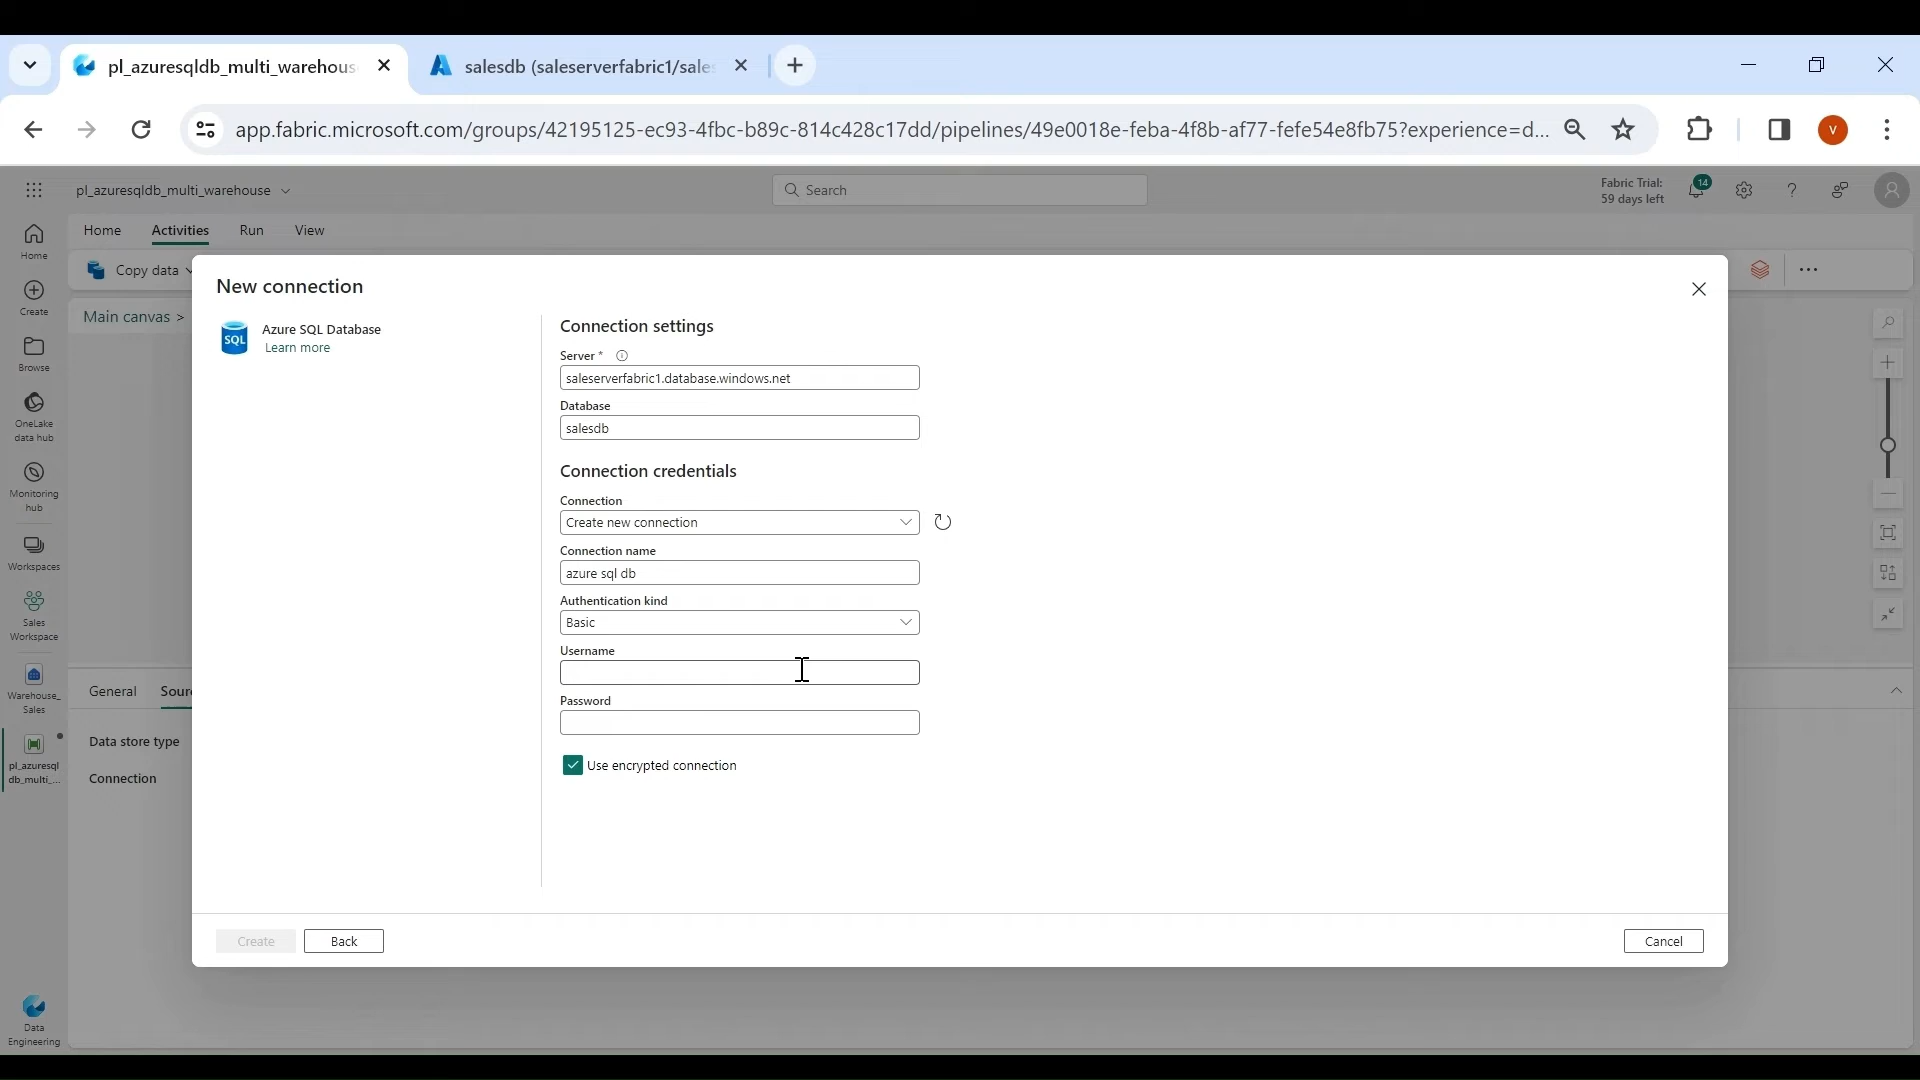 pl_azuresqldb_multi_warehous
salesdb (saleserverfabric1/sales
app.fabric.microsoft.com/groups/42195125-ec93-4fbc-b89c-814c428c17dd/pipelines/49e0018e-feba-4f8b-af77-fefe54e8fb75?experience=d...
V
pl_azuresqldb_multi_warehouse
Search
Fabric Trial:
59 days left
14
Home
Activities
Run
View
Home
Copy data
Create
Main canvas >
Browse
OneLake
data hub
Monitoring
hub
Workspaces
Sales
Workspace
Warehouse_
Sales
pl_azuresql
db_multi_...
Data
Engineering
General
Sour
Data store type
Connection
New connection
SQL
Azure SQL Database
Learn more
Connection settings
Server *
saleserverfabric1.database.windows.net
Database
salesdb
Connection credentials
Connection
Create new connection
Connection name
azure sql db
Authentication kind
Basic
Username
Password
Use encrypted connection
Create
Back
Cancel